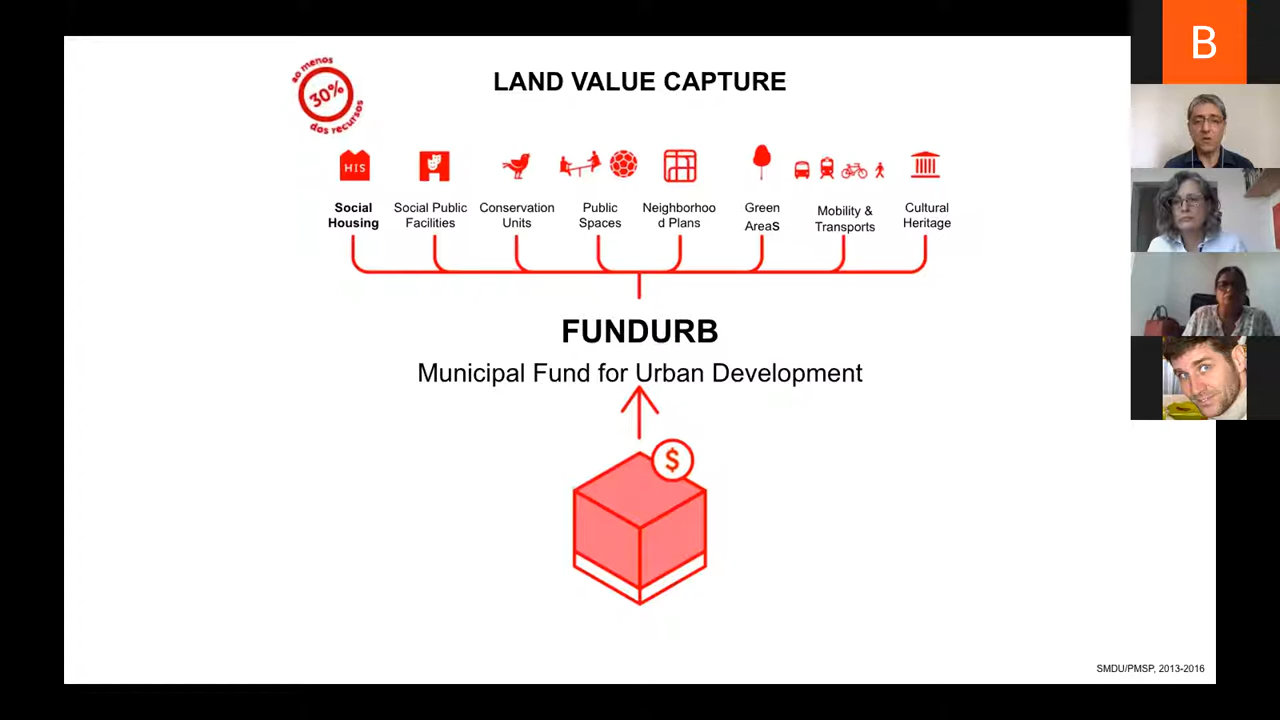 B
LAND VALUE CAPTURE
ao menos
30%
dos recursos
HIS
Social
Housing
Social Public
Facilities
Conservation
Units
Public
Spaces
Neighborhoo
d Plans
Green
Areas
Mobility &
Transports
Cultural
Heritage
FUNDURB
Municipal Fund for Urban Development
$
SMDU/PMSP, 2013-2016